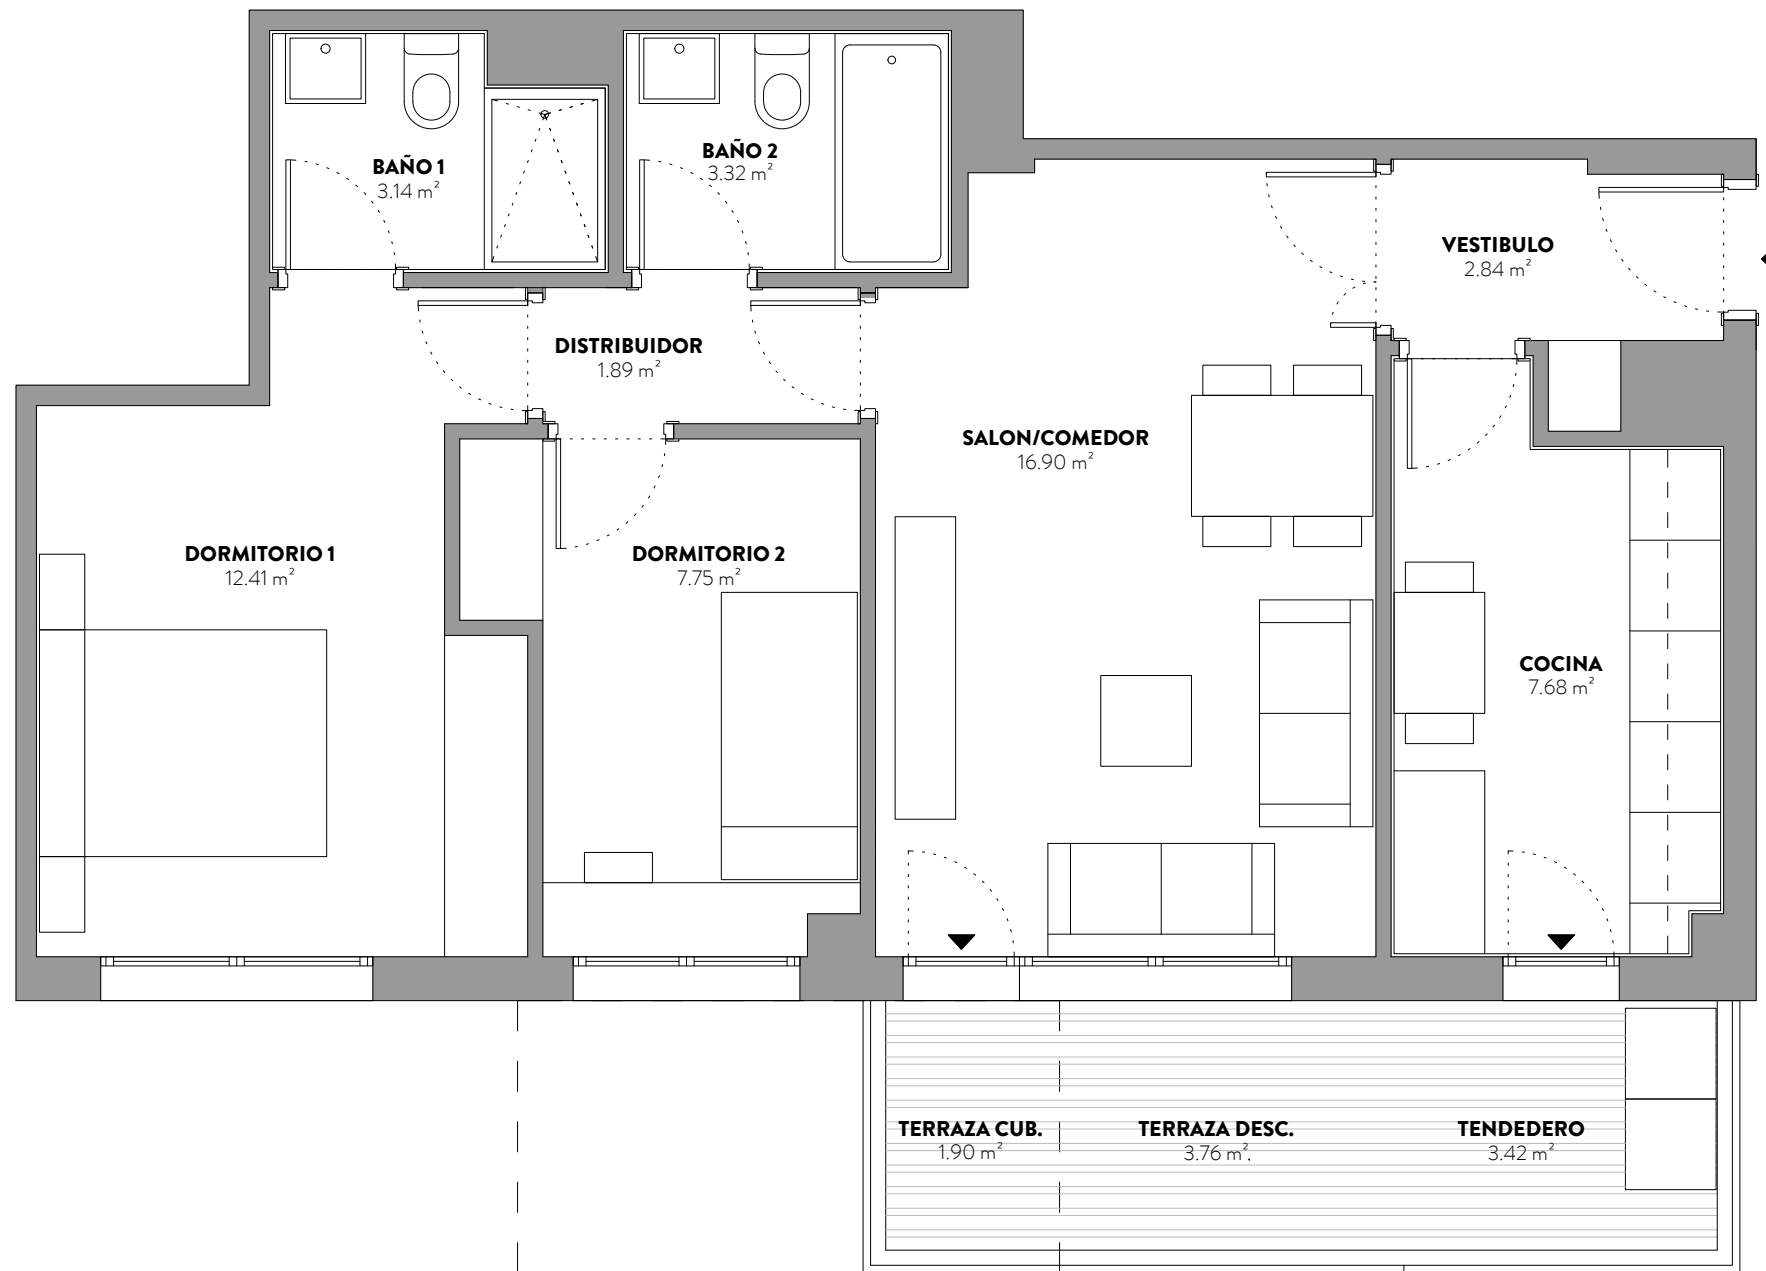 BAÑO 1
3.14 m²
BAÑO 2
3.32 m²
VESTIBULO
2.84 m²
DISTRIBUIDOR
1.89 m²
SALON/COMEDOR
16.90 m²
DORMITORIO 1
12.41 m²
DORMITORIO 2
7.75 m²
COCINA
7.68 m²
TERRAZA CUB.
1.90 m²
TERRAZA DESC.
3.76 m².
TENDEDERO
3.42 m²